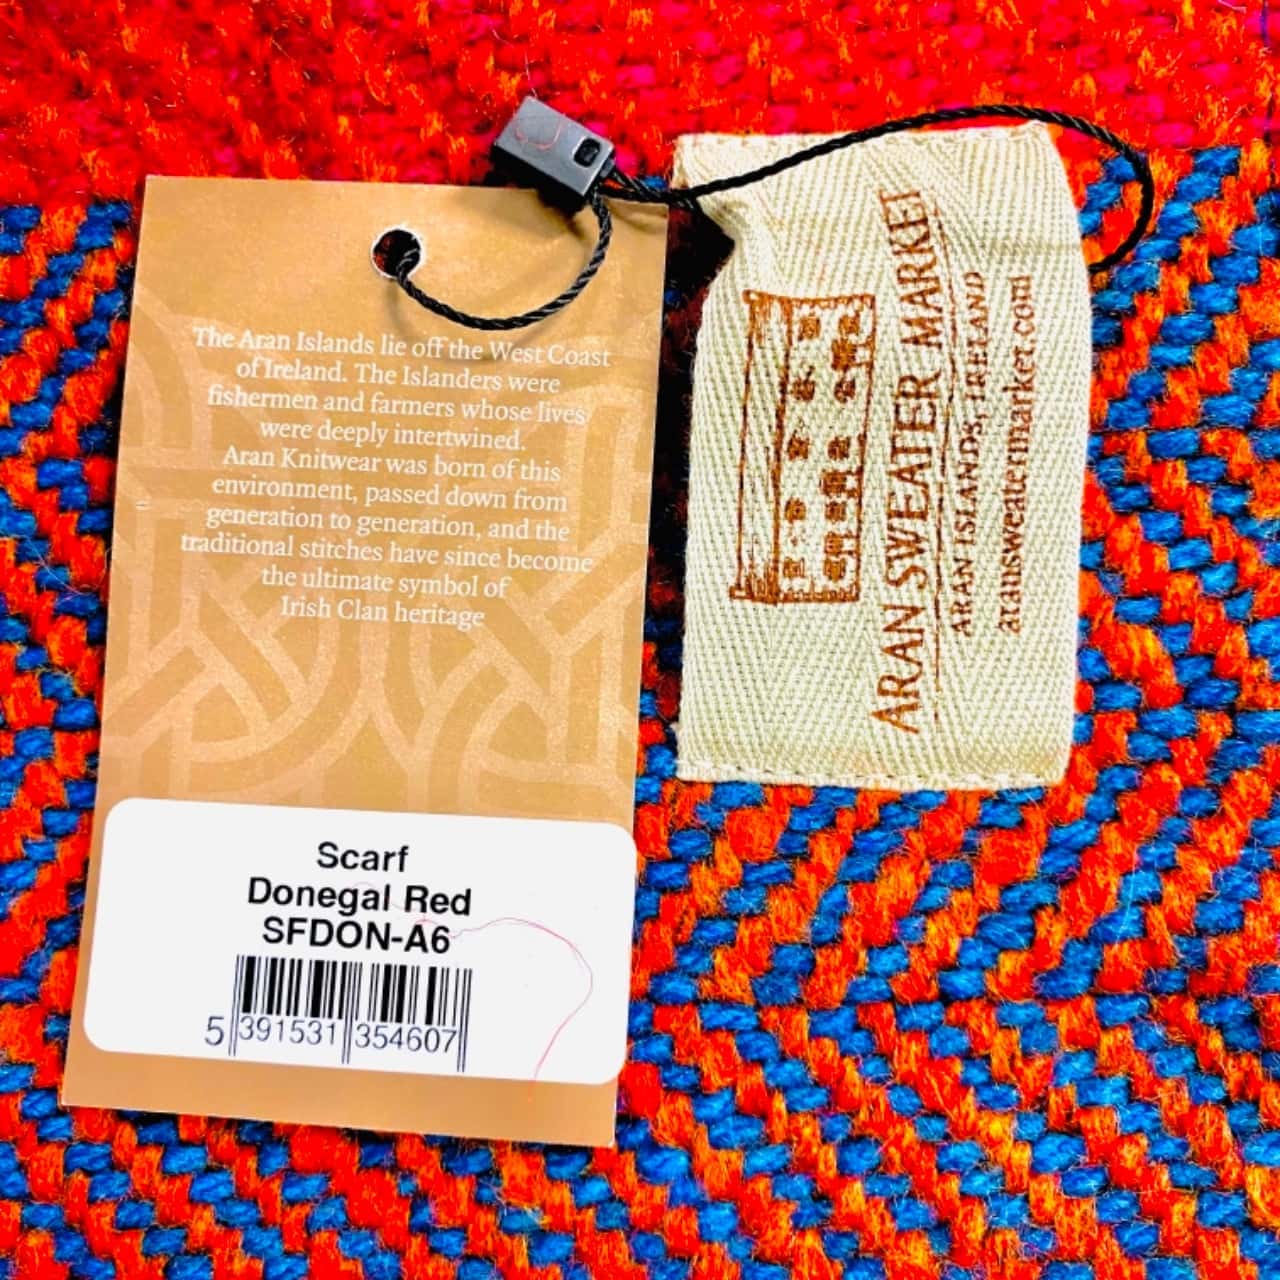 The Aran Islands lie off the West Coast
of Ireland. The Islanders were
fishermen and farmers whose lives
were deeply intertwined.
Aran Knitwear was born of this
environment, passed down from
generation to generation, and the
traditional stitches have since become
the ultimate symbol of
Irish Clan heritage
Scarf
Donegal Red
SFDON-A6
5 391531 354607
ARAN SWEATER MARKET
ARAN ISLANDS, IRELAND
aransweatermarket.com